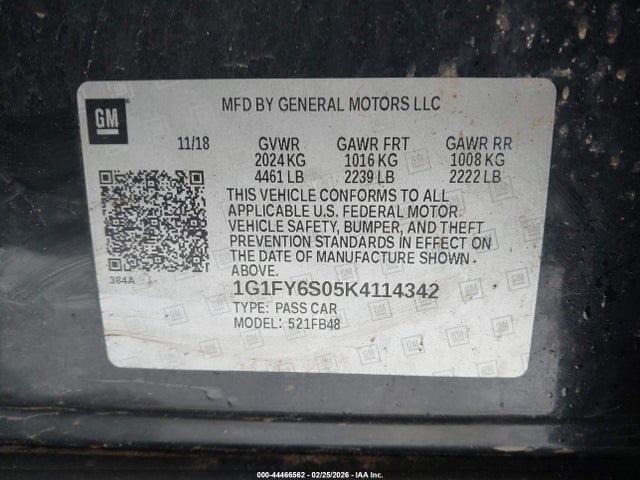 GM
MFD BY GENERAL MOTORS LLC
11/18 GVWR GAWR FRT GAWR RR
2024 KG 1016 KG 1008 KG
4461 LB 2239 LB 2222 LB
THIS VEHICLE CONFORMS TO ALL
APPLICABLE U.S. FEDERAL MOTOR
VEHICLE SAFETY, BUMPER, AND THEFT
PREVENTION STANDARDS IN EFFECT ON
THE DATE OF MANUFACTURE SHOWN
ABOVE.
384A
1G1FY6S05K4114342
TYPE: PASS CAR
MODEL: 521FB48
000-44466562 - 02/25/2026 - IAAI.COM